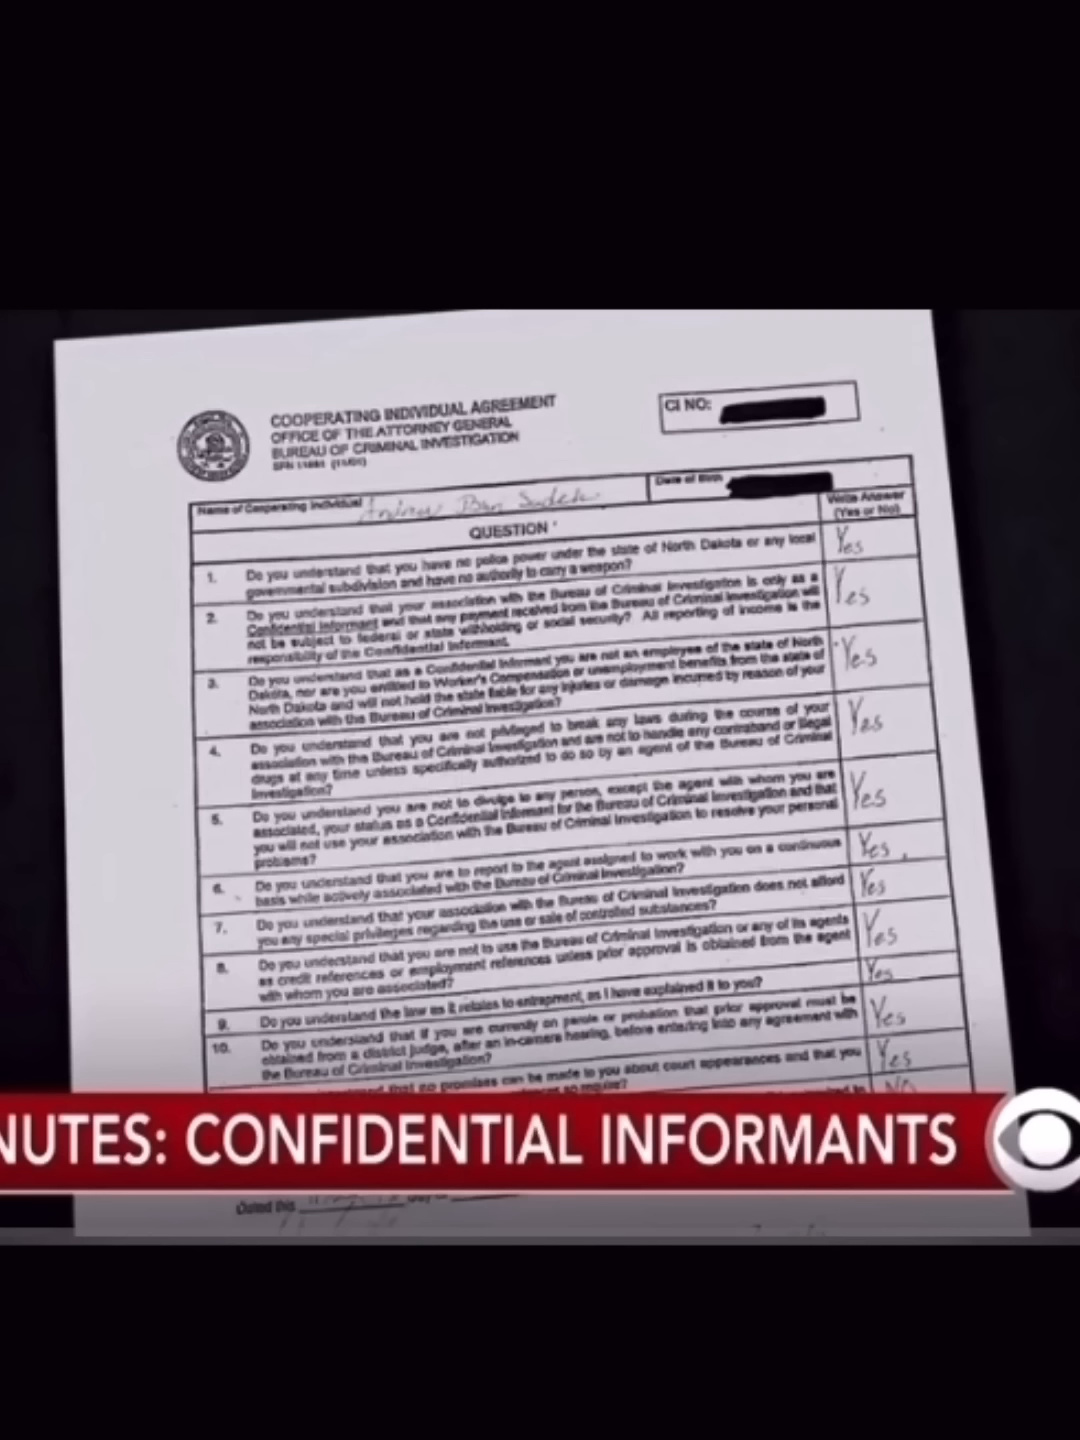 COOPERATING INDIVIDUAL AGREEMENT
OFFICE OF THE ATTORNEY GENERAL
BUREAU OF CRIMINAL INVESTIGATION
CI NO:
Name of Cooperating Individual Andrew
Date of Birth
QUESTION
Write Answer
(Yes or No)
1. Do you understand that you have no police power under the state of North Dakota or any local
governmental subdivision and have no authority to carry a weapon?
Yes
2. Do you understand that your association with the Bureau of Criminal Investigation is only as a
Confidential Informant and that any payment received from the Bureau of Criminal Investigation will
not be subject to federal or state withholding or social security? All reporting of income is the
responsibility of the Confidential Informant.
Yes
3. Do you understand that as a Confidential Informant you are not an employee of the state of North
Dakota, nor are you entitled to Worker's Compensation or unemployment benefits from the state of
North Dakota and will not hold the state liable for any injuries or damage incurred by reason of your
association with the Bureau of Criminal Investigation?
Yes
4. Do you understand that you are not privileged to break any laws during the course of your
association with the Bureau of Criminal Investigation and are not to handle any contraband or illegal
drugs at any time unless specifically authorized to do so by an agent of the Bureau of Criminal
Investigation?
Yes
5. Do you understand you are not to divulge to any person, except the agent with whom you are
associated, your status as a Confidential Informant for the Bureau of Criminal Investigation and that
you will not use your association with the Bureau of Criminal Investigation to resolve your personal
problems?
Yes
6. Do you understand that you are to report to the agent assigned to work with you on a continuous
basis while actively associated with the Bureau of Criminal Investigation?
Yes
7. Do you understand that your association with the Bureau of Criminal Investigation does not afford
you any special privileges regarding the use or sale of controlled substances?
Yes
8. Do you understand that you are not to use the Bureau of Criminal Investigation or any of its agents
as credit references or employment references unless prior approval is obtained from the agent
with whom you are associated?
Yes
9. Do you understand the law as it relates to entrapment, as I have explained it to you?
Yes
10. Do you understand that if you are currently on parole or probation that prior approval must be
obtained from a district judge, after an in-camera hearing, before entering into any agreement with
the Bureau of Criminal Investigation?
Yes
that no promises can be made to you about court appearances and that you
so require?
Yes
NO
NUTES: CONFIDENTIAL INFORMANTS
Dated this